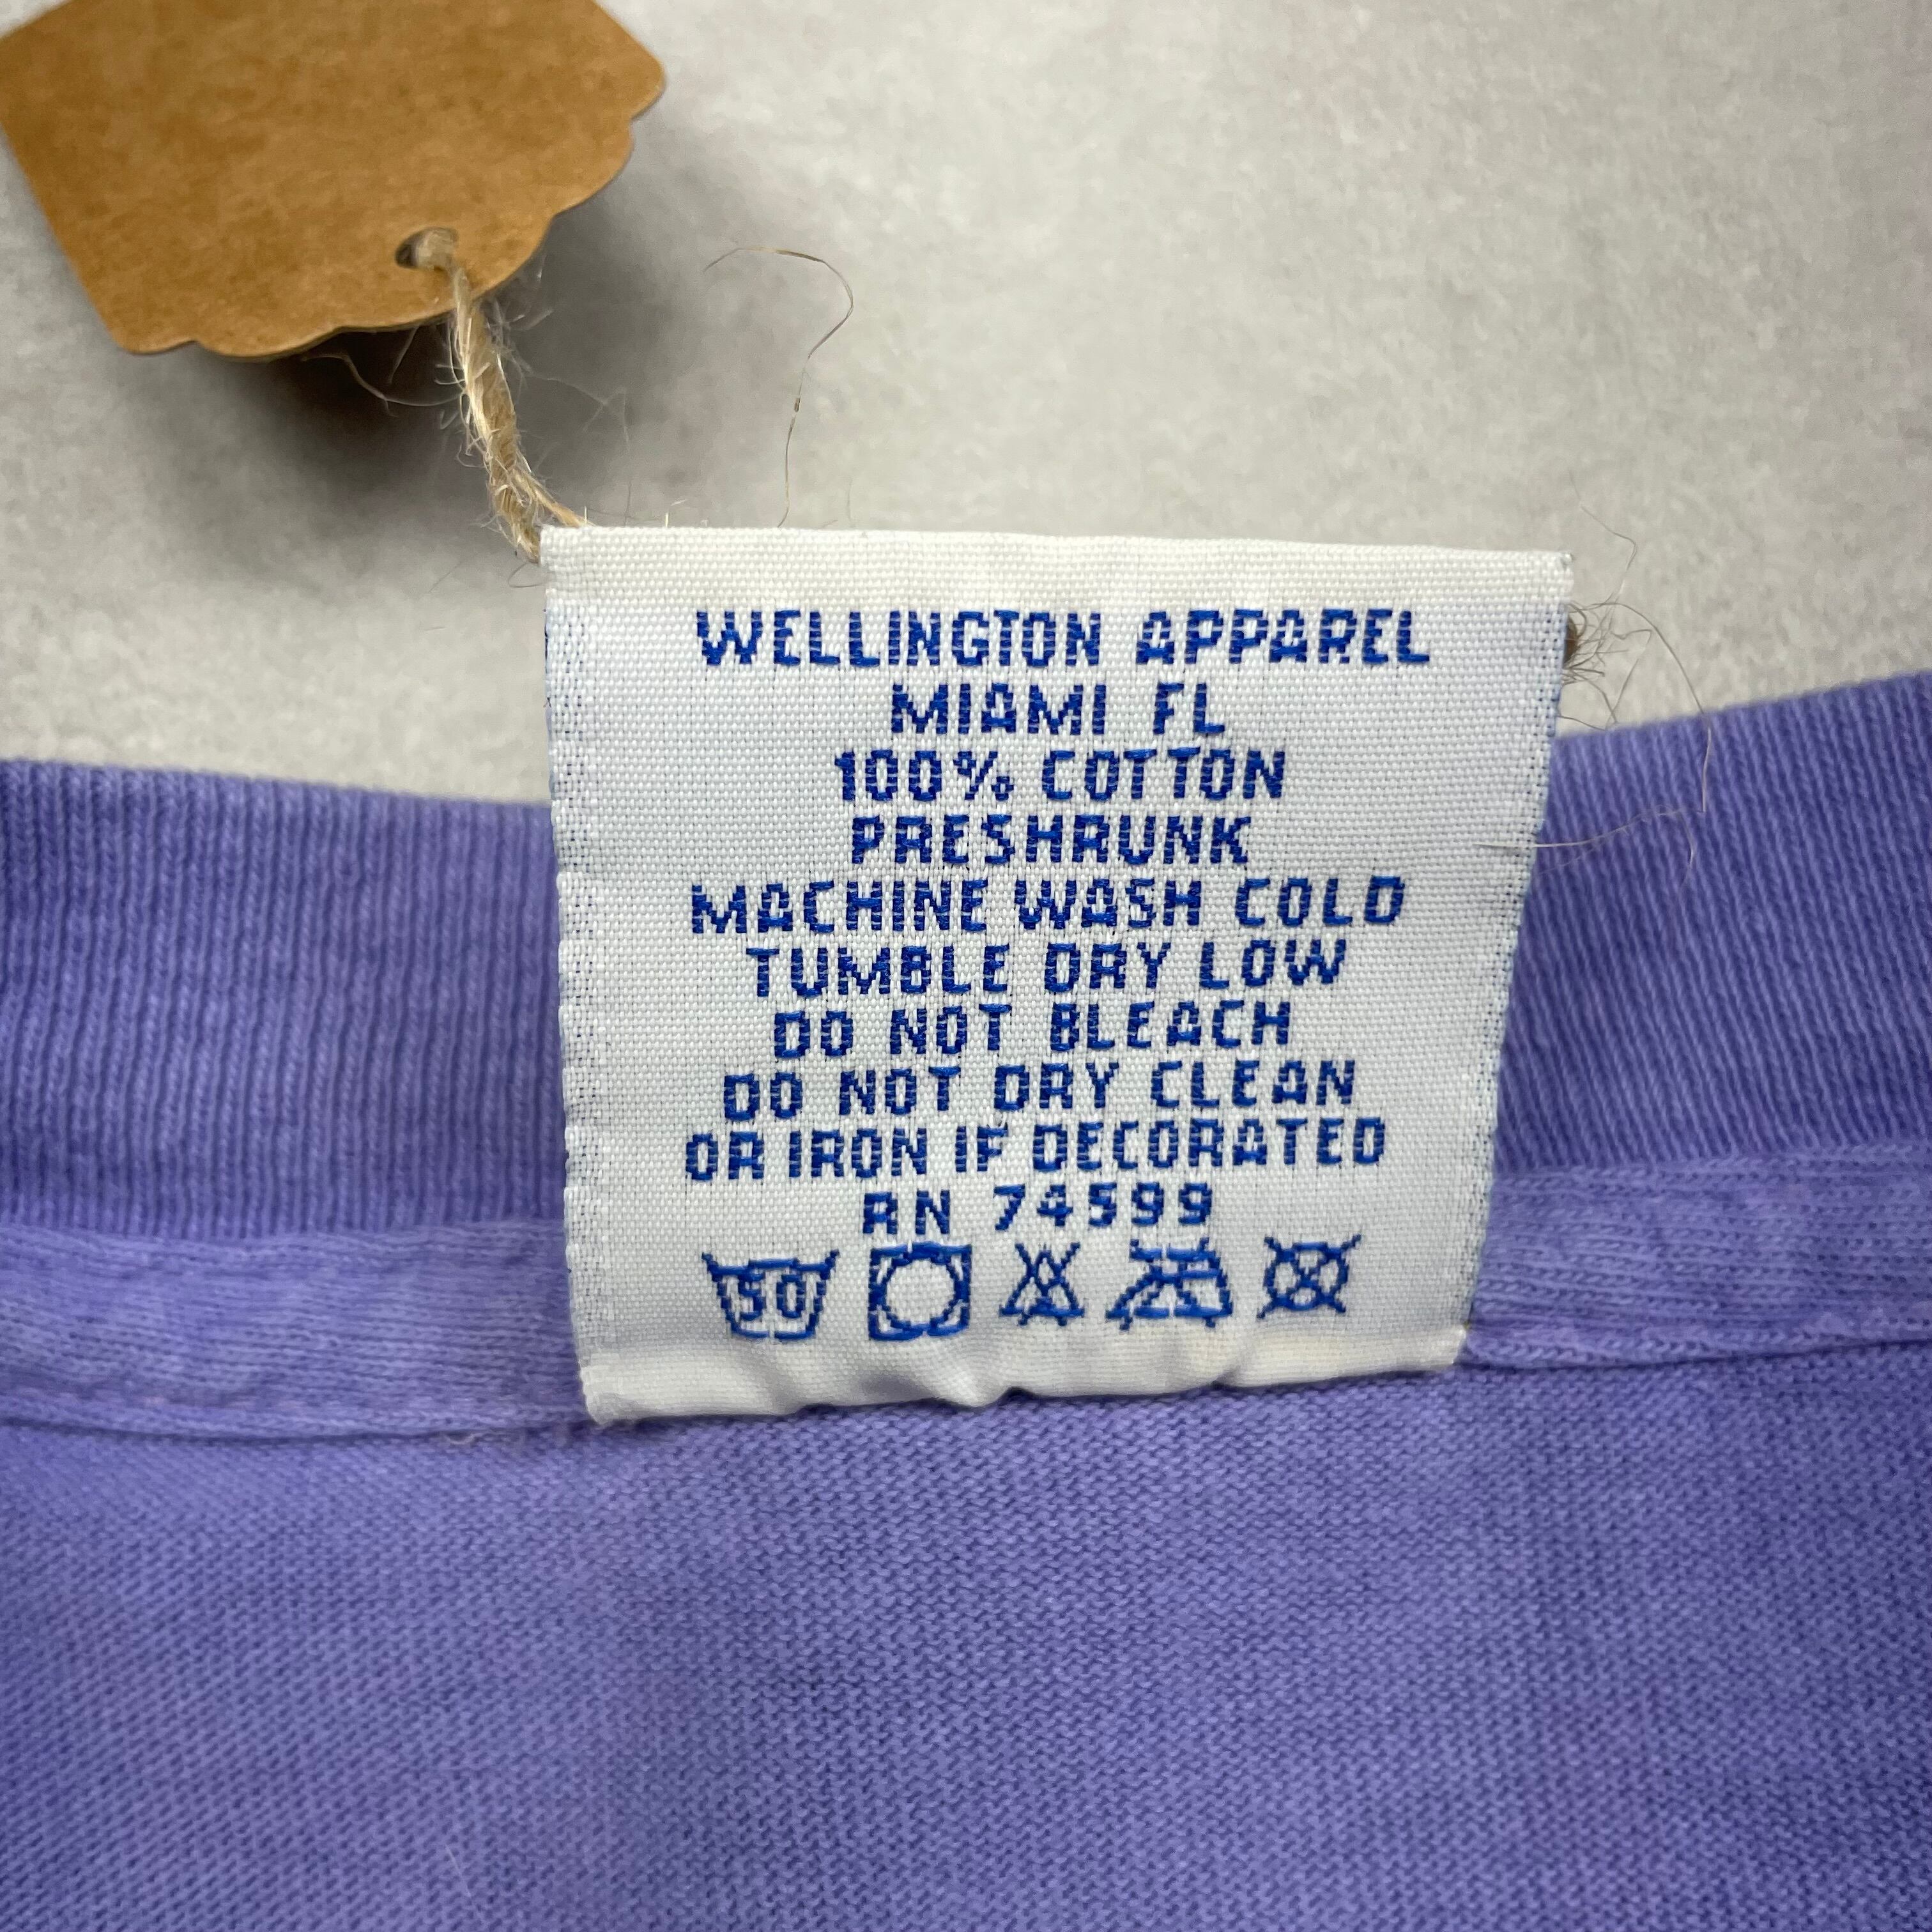 WELLINGTON APPAREL
MIAMI FL
100% COTTON
PRESHRUNK
MACHINE WASH COLD
TUMBLE DRY LOW
DO NOT BLEACH
DO NOT DRY CLEAN
OR IRON IF DECORATED
RN 74599
50